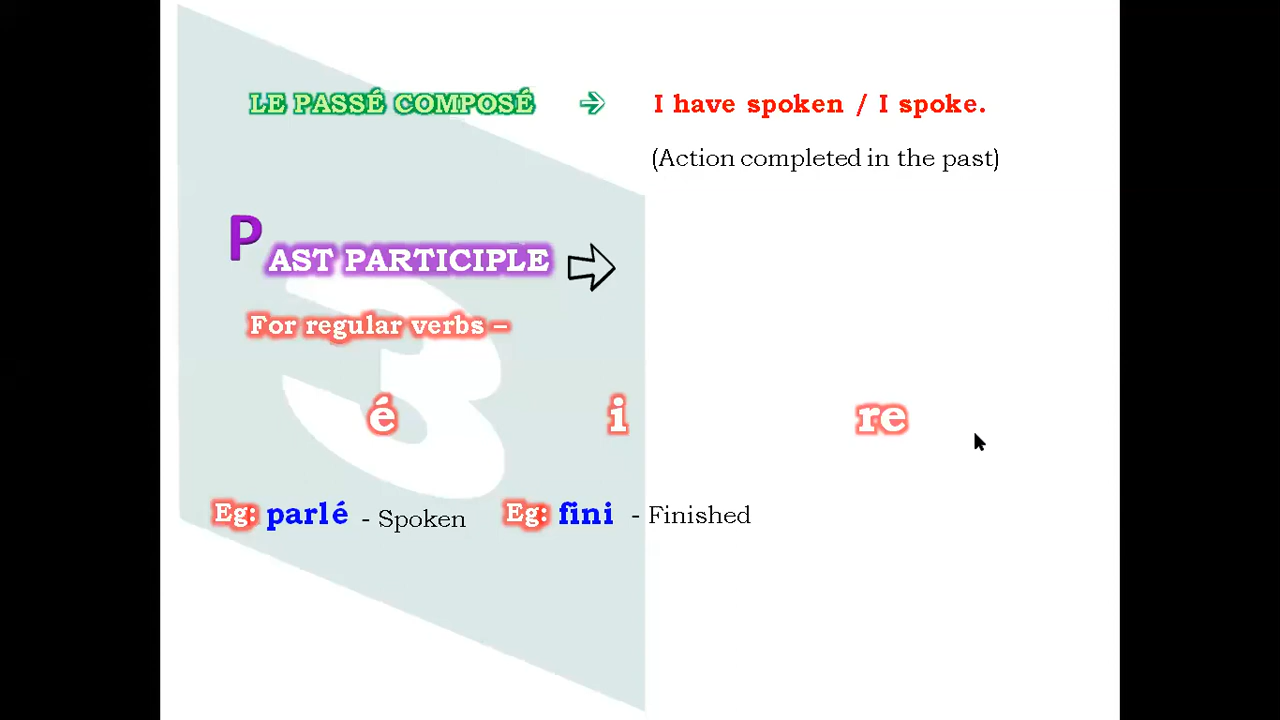 LE PASSÉ COMPOSÉ → I have spoken / I spoke.
(Action completed in the past)
PAST PARTICIPLE
For regular verbs –
é i re
Eg: parlé - Spoken Eg: fini - Finished
3